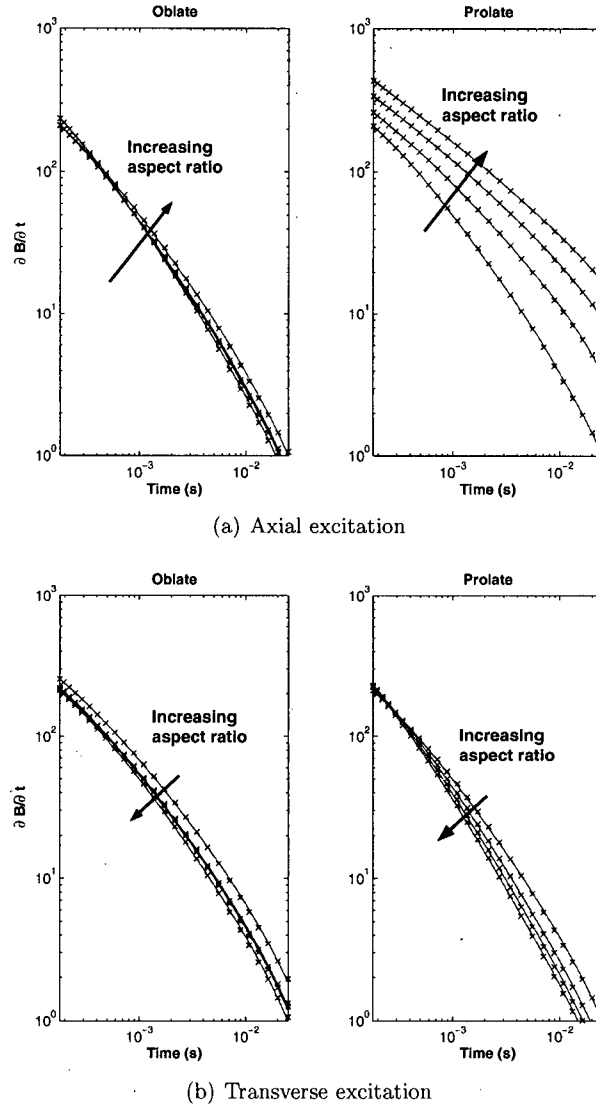 Oblate
Prolate
10^3
10^2
10^1
10^0
∂ B/∂ t
Increasing
aspect ratio
10^-3
10^-2
Time (s)
10^3
10^2
10^1
10^0
Increasing
aspect ratio
10^-3
10^-2
Time (s)
(a) Axial excitation
Oblate
Prolate
10^3
10^2
10^1
10^0
∂ B/∂ t
Increasing
aspect ratio
10^-3
10^-2
Time (s)
10^3
10^2
10^1
10^0
Increasing
aspect ratio
10^-3
10^-2
Time (s)
(b) Transverse excitation